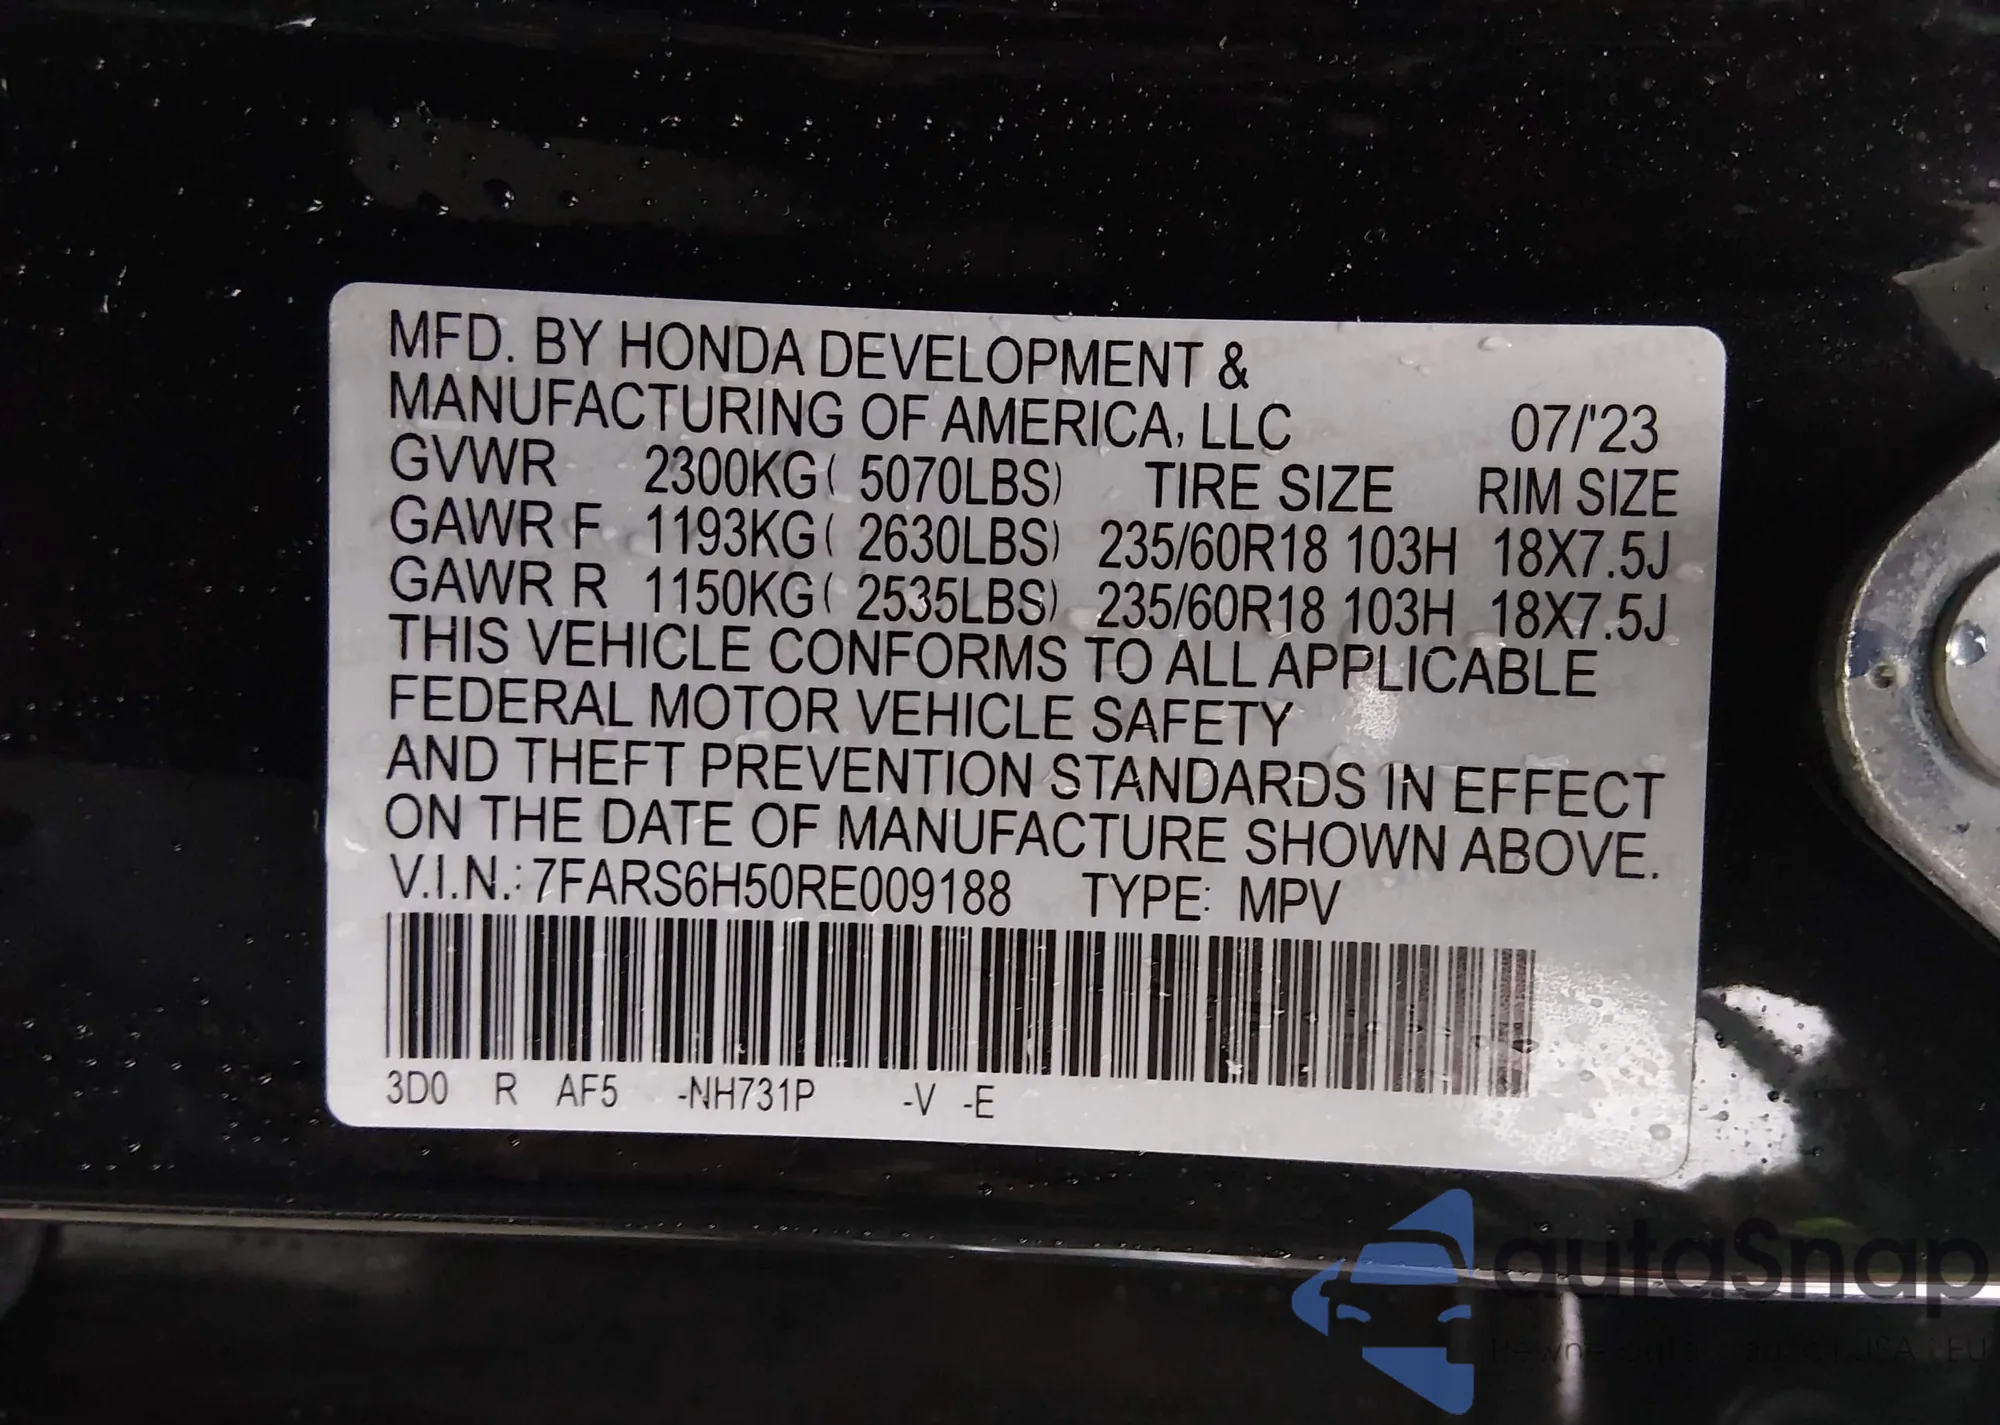 MFD. BY HONDA DEVELOPMENT &
MANUFACTURING OF AMERICA, LLC 07/'23
GVWR 2300KG( 5070LBS) TIRE SIZE RIM SIZE
GAWR F 1193KG( 2630LBS) 235/60R18 103H 18X7.5J
GAWR R 1150KG( 2535LBS) 235/60R18 103H 18X7.5J
THIS VEHICLE CONFORMS TO ALL APPLICABLE
FEDERAL MOTOR VEHICLE SAFETY
AND THEFT PREVENTION STANDARDS IN EFFECT
ON THE DATE OF MANUFACTURE SHOWN ABOVE.
V.I.N.: 7FARS6H50RE009188 TYPE: MPV
3D0 R AF5 -NH731P -V -E
autaSnap